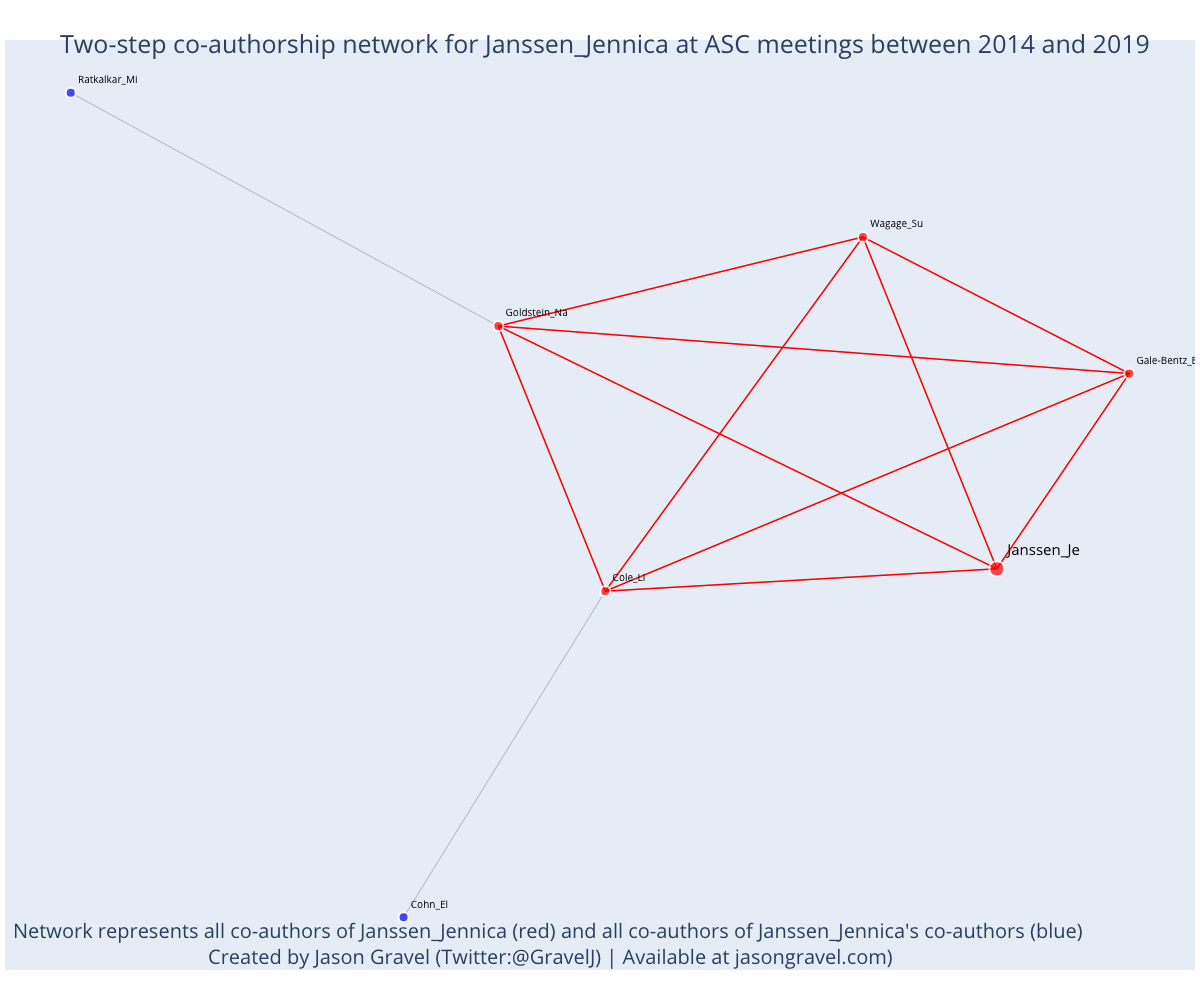 Two-step co-authorship network for Janssen_Jennica at ASC meetings between 2014 and 2019
Ratkalkar_Mi
Wagage_Su
Goldstein_Na
Gale-Bentz_E
Janssen_Je
Cole_Li
Cohn_El
Network represents all co-authors of Janssen_Jennica (red) and all co-authors of Janssen_Jennica's co-authors (blue)
Created by Jason Gravel (Twitter:@GravelJ) | Available at jasongravel.com)